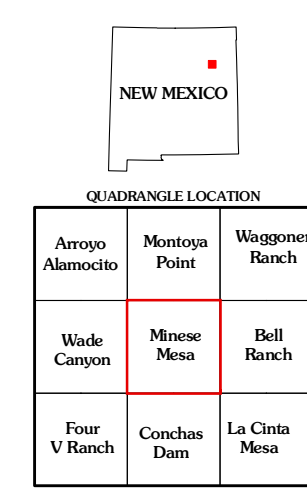 NEW MEXICO
QUADRANGLE LOCATION
Arroyo
Alamocito
Montoya
Point
Waggoner
Ranch
Wade
Canyon
Minese
Mesa
Bell
Ranch
Four
V Ranch
Conchas
Dam
La Cinta
Mesa